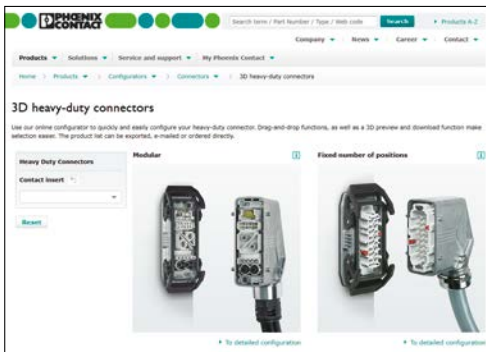 PHŒNIX
CONTACT
Search term / Part Number / Type / Web code
Search
Products A-Z
Company
News
Career
Contact
Products
Solutions
Service and support
My Phoenix Contact
Home
Products
Configurators
Connectors
3D heavy-duty connectors
3D heavy-duty connectors
Use our online configurator to quickly and easily configure your heavy-duty connector. Drag-and-drop functions, as well as a 3D preview and download function make
selection easier. The product list can be exported, e-mailed or ordered directly.
Heavy Duty Connectors
Contact insert
Reset
Modular
i
Fixed number of positions
i
To detailed configuration
To detailed configuration